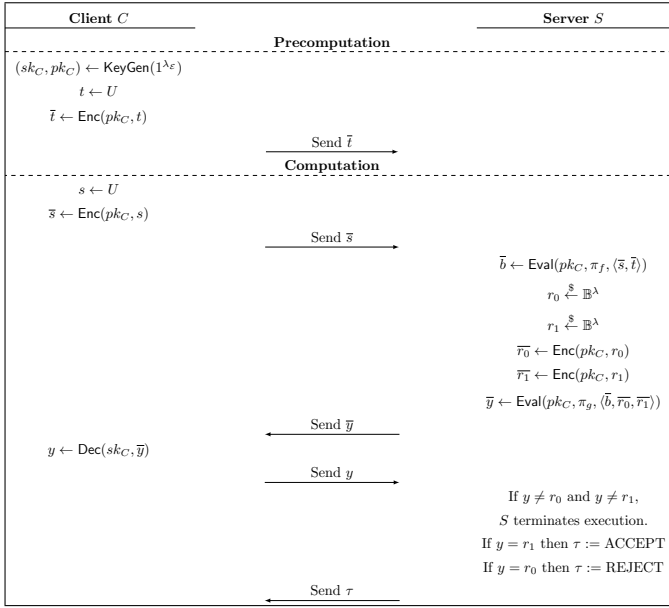 Client C Server S
Precomputation
(sk_C, pk_C) ← KeyGen(1^{λ_ε})
t ← U
t̅ ← Enc(pk_C, t)
Send t̅
Computation
s ← U
s̅ ← Enc(pk_C, s)
Send s̅
b̅ ← Eval(pk_C, π_f, ⟨s̅, t̅⟩)
r_0 $← 𝔹^λ
r_1 $← 𝔹^λ
r̅_0̅ ← Enc(pk_C, r_0)
r̅_1̅ ← Enc(pk_C, r_1)
y̅ ← Eval(pk_C, π_g, ⟨b̅, r̅_0̅, r̅_1̅⟩)
Send y̅
y ← Dec(sk_C, y̅)
Send y
If y ≠ r_0 and y ≠ r_1,
S terminates execution.
If y = r_1 then τ := ACCEPT
If y = r_0 then τ := REJECT
Send τ